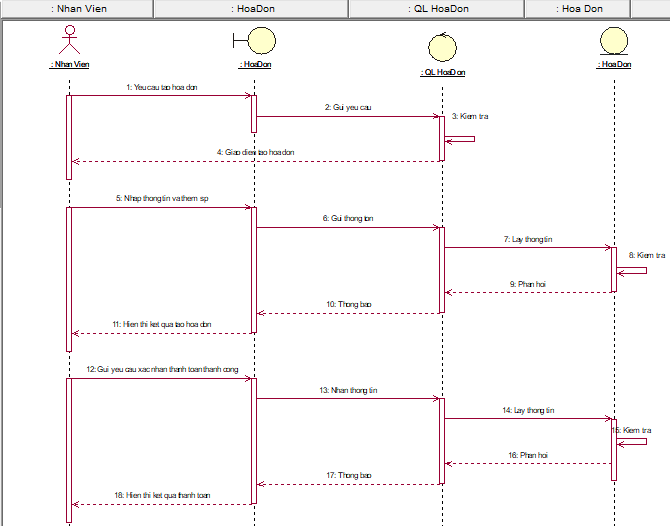 : Nhan Vien
: HoaDon
: QL HoaDon
: Hoa Don
: Nhan Vien
: HoaDon
: QL HoaDon
: Hoa Don
1: Yeu cau tao hoa don
2: Gui yeu cau
3: Kiem tra
4: Giao dien tao hoa don
5: Nhap thong tin va them sp
6: Gui thong ton
7: Lay thong tin
8: Kiem tra
9: Phan hoi
10: Thong bao
11: Hien thi ket qua tao hoa don
12: Gui yeu cau xac nhan thanh toan thanh cong
13: Nhan thong tin
14: Lay thong tin
15: Kiem tra
16: Phan hoi
17: Thong bao
18: Hien thi ket qua thanh toan